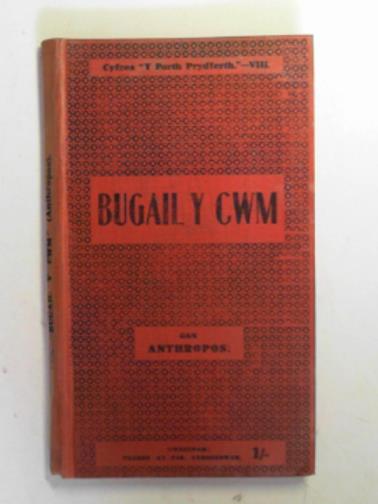 Cyfres "Y Porth Prydferth."—VIII.
BUGAIL Y CWM
GAN
ANTHROPOS.
1/-
BUGAIL Y CWM (Anthropos).